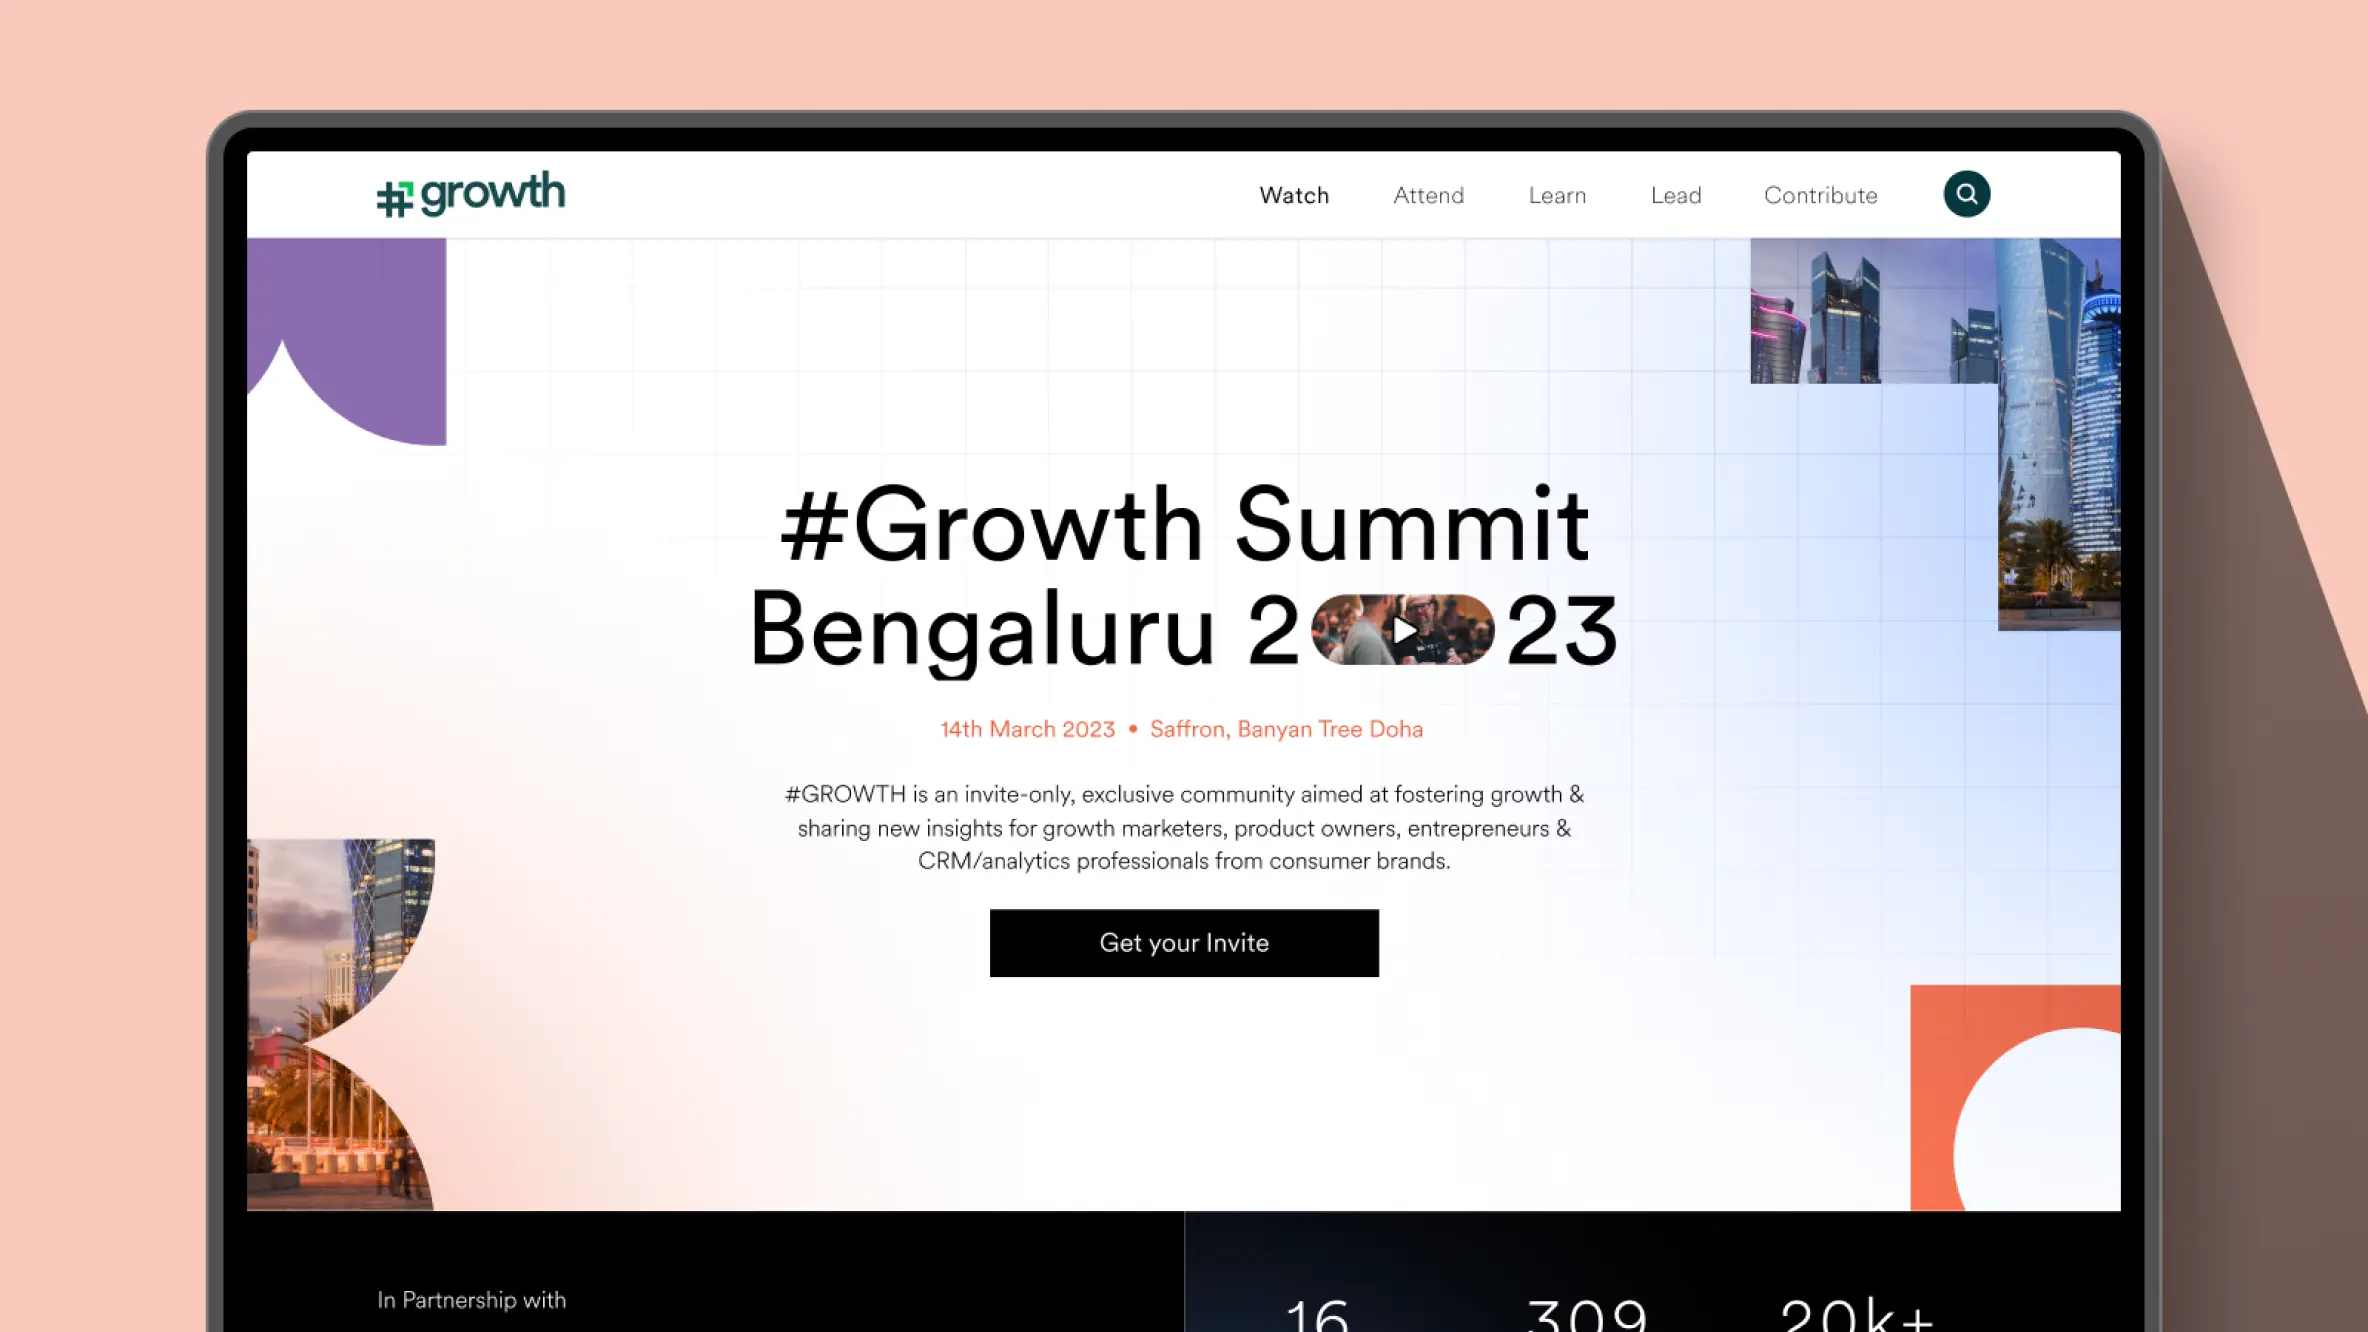 #growth
Watch Attend Learn Lead Contribute
#Growth Summit
Bengaluru 2023
14th March 2023 • Saffron, Banyan Tree Doha
#GROWTH is an invite-only, exclusive community aimed at fostering growth &
sharing new insights for growth marketers, product owners, entrepreneurs &
CRM/analytics professionals from consumer brands.
Get your Invite
In Partnership with
16 309 20k+